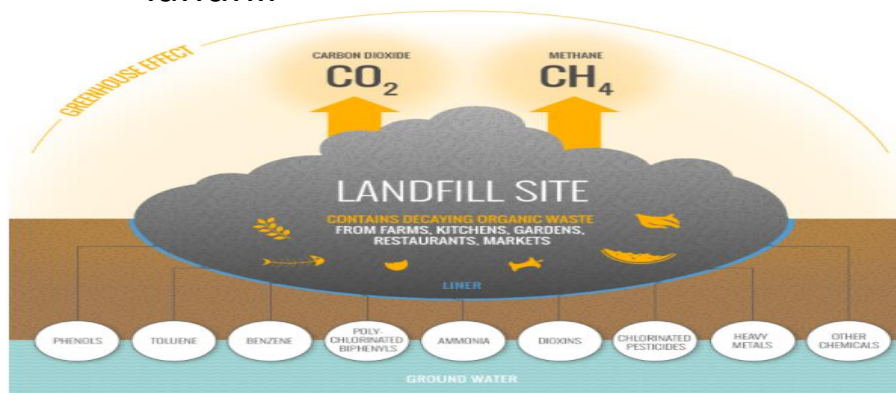 GREENHOUSE EFFECT
CARBON DIOXIDE
CO₂
METHANE
CH₄
LANDFILL SITE
CONTAINS DECAYING ORGANIC WASTE
FROM FARMS, KITCHENS, GARDENS,
RESTAURANTS, MARKETS
LINER
PHENOLS
TOLUENE
BENZENE
POLY-
CHLORINATED
BIPHENYLS
AMMONIA
DIOXINS
CHLORINATED
PESTICIDES
HEAVY
METALS
OTHER
CHEMICALS
GROUND WATER